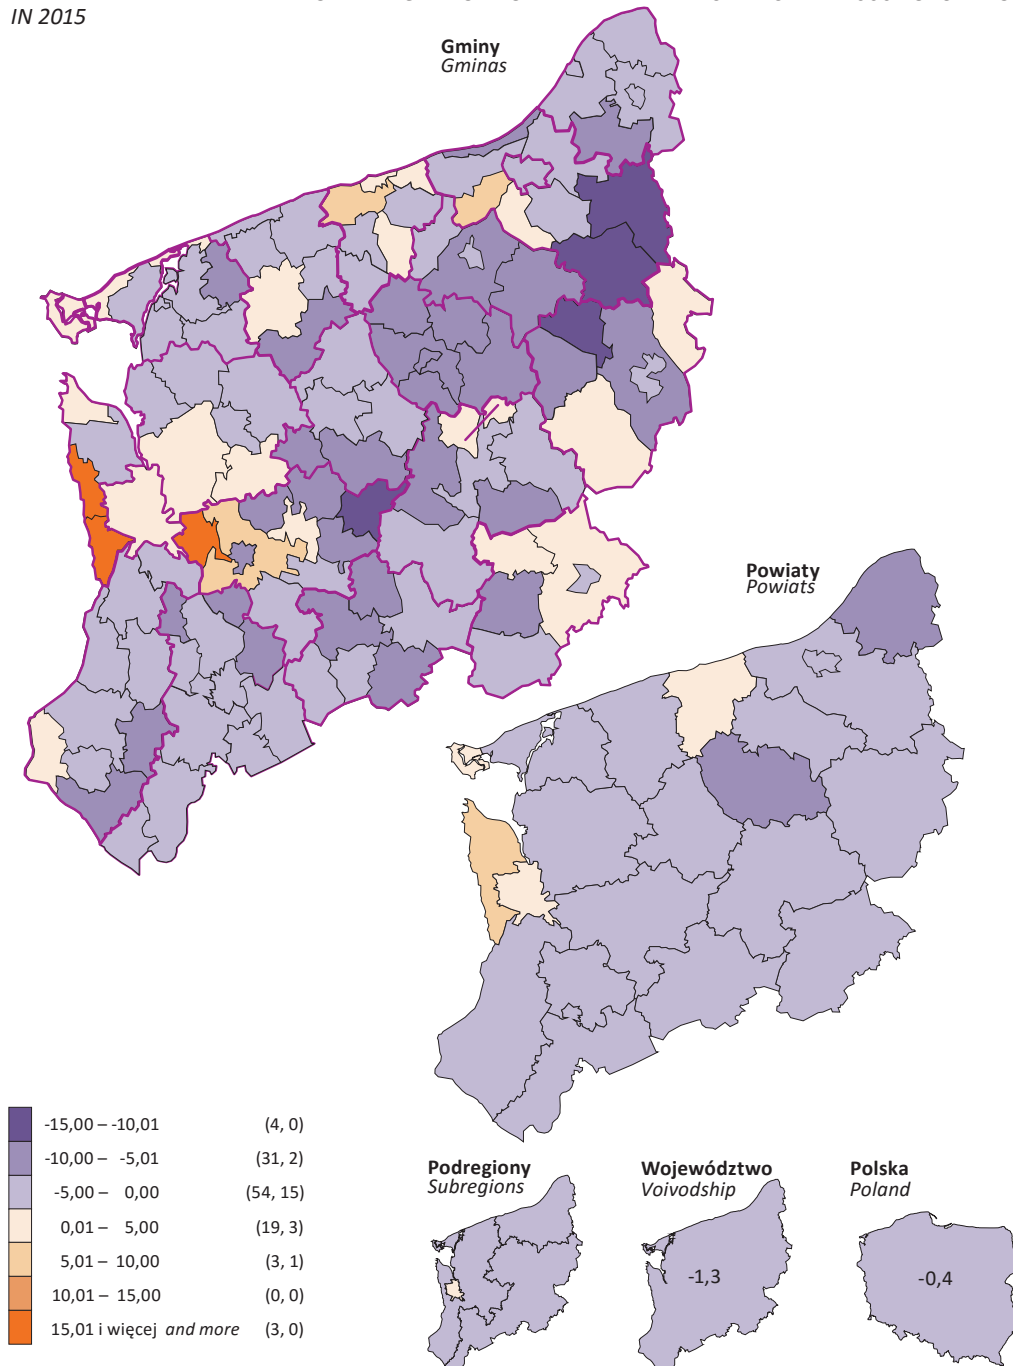 IN 2015
Gminy
Gminas
Powiaty
Powiats
-15,00 – -10,01 (4, 0)
-10,00 – -5,01 (31, 2)
-5,00 – 0,00 (54, 15)
0,01 – 5,00 (19, 3)
5,01 – 10,00 (3, 1)
10,01 – 15,00 (0, 0)
15,01 i więcej and more (3, 0)
Podregiony
Subregions
Województwo
Voivodship
Polska
Poland
-1,3
-0,4